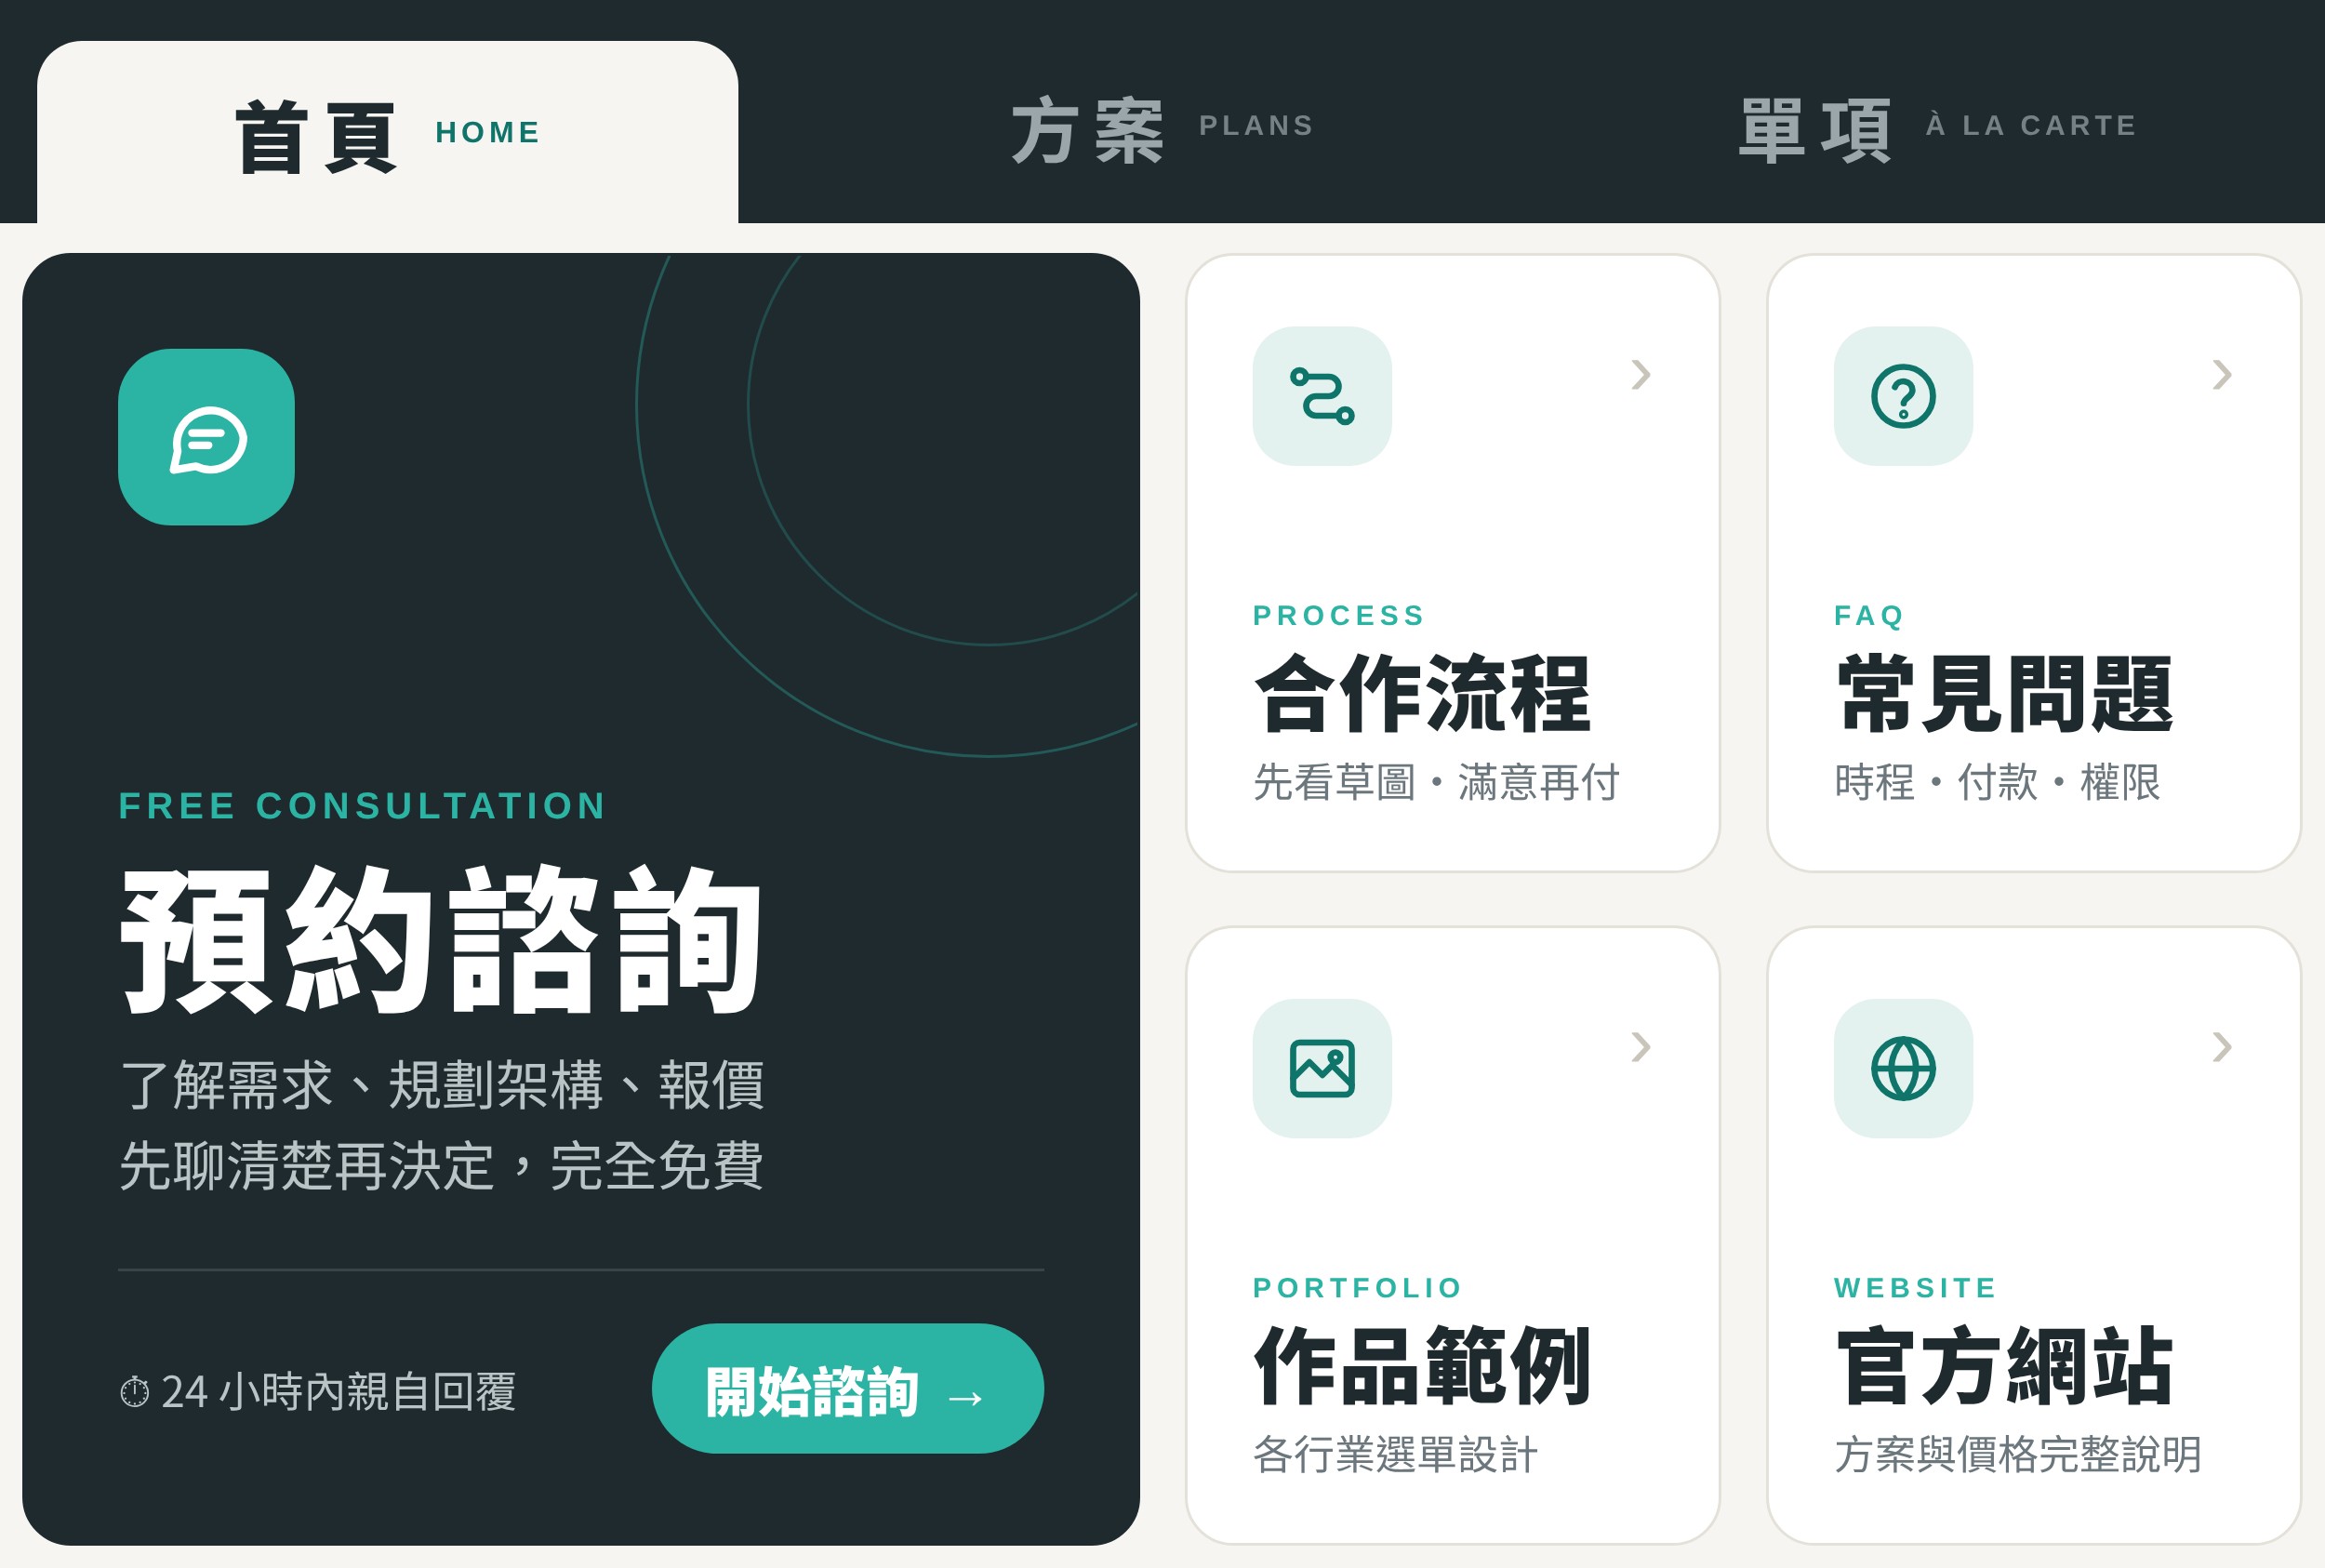 首頁 HOME
方案 PLANS
單項 À LA CARTE
FREE CONSULTATION
預約諮詢
了解需求、規劃架構、報價
先聊清楚再決定，完全免費
⏱ 24 小時內親自回覆
開始諮詢 →
PROCESS
合作流程
先看草圖・滿意再付
FAQ
常見問題
時程・付款・權限
PORTFOLIO
作品範例
各行業選單設計
WEBSITE
官方網站
方案與價格完整說明